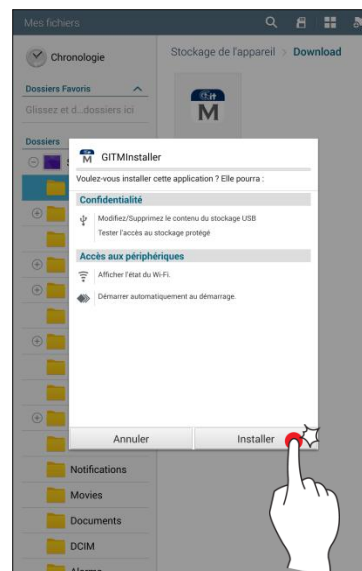 Mes fichiers
Chronologie
Stockage de l'appareil > Download
Dossiers Favoris
Glissez et d...dossiers ici
Git
M
Dossiers
M GITMInstaller
Voulez-vous installer cette application ? Elle pourra :
Confidentialité
Modifiez/Supprimez le contenu du stockage USB
Tester l'accès au stockage protégé
Accès aux périphériques
Afficher l'état du Wi-Fi.
Démarrer automatiquement au démarrage.
Annuler
Installer
Notifications
Movies
Documents
DCIM
Alarms